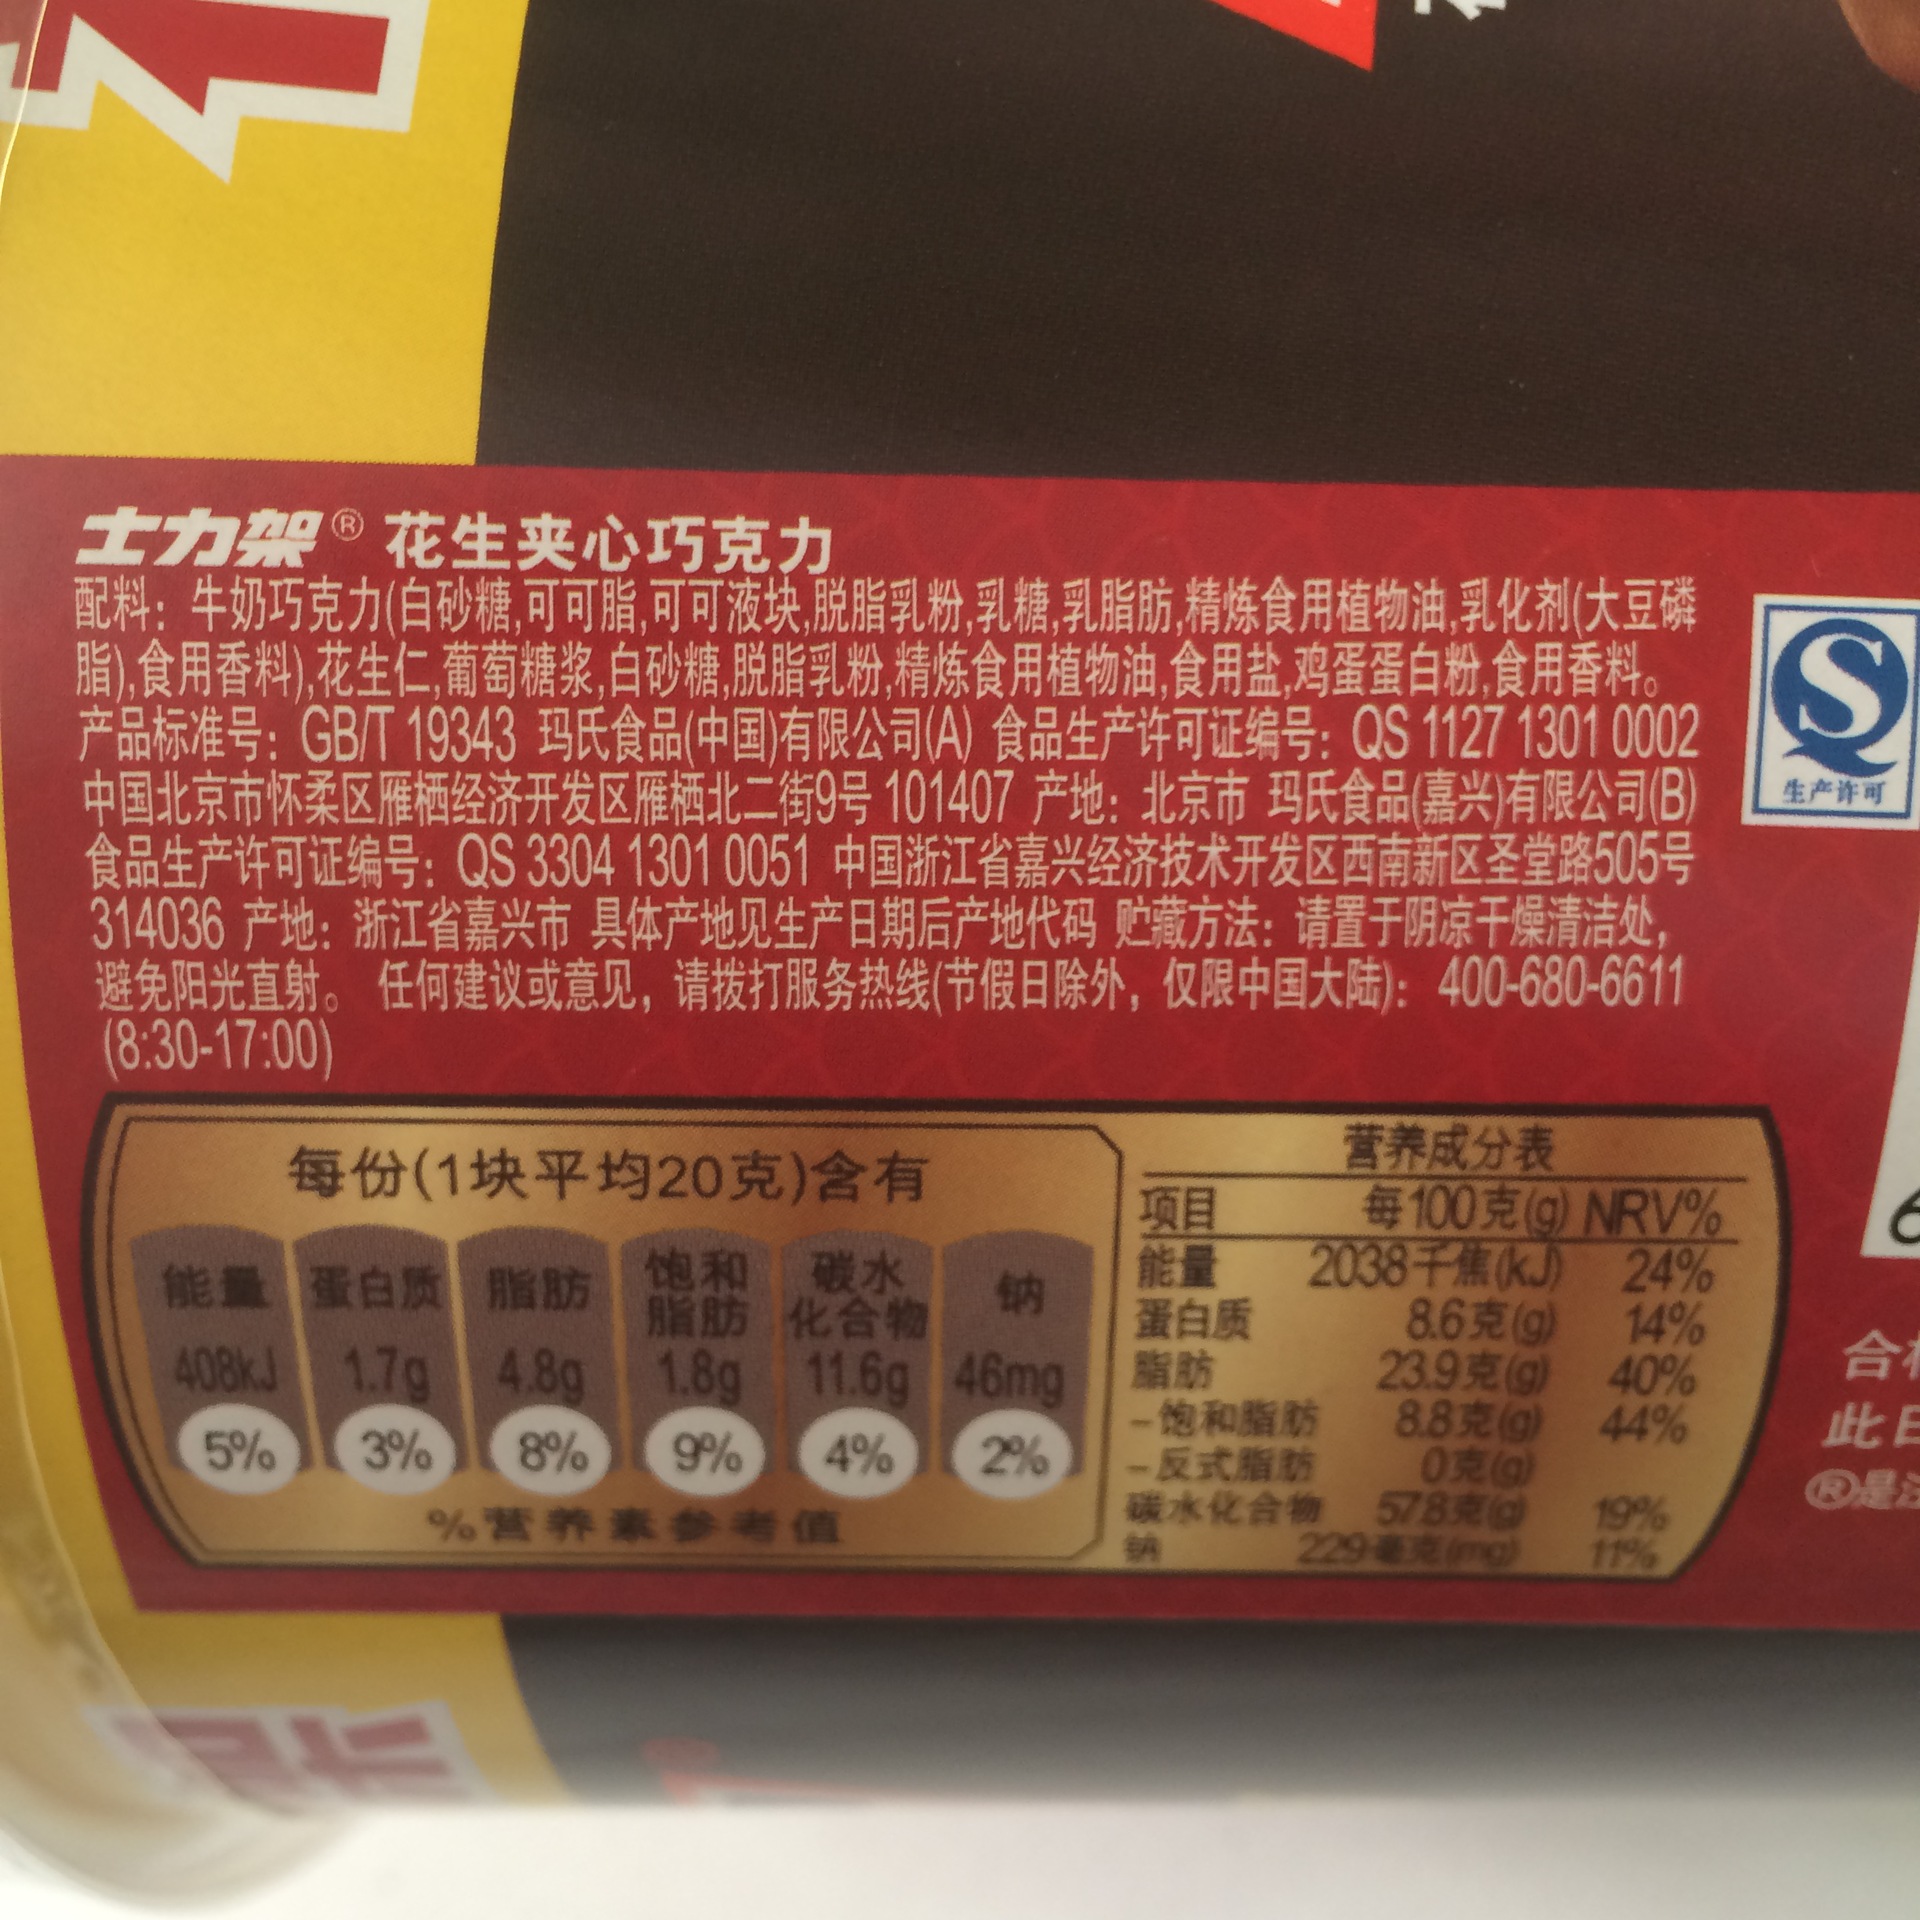 士力架® 花生夹心巧克力
配料：牛奶巧克力(白砂糖,可可脂,可可液块,脱脂乳粉,乳糖,乳脂肪,精炼食用植物油,乳化剂(大豆磷
脂),食用香料),花生仁,葡萄糖浆,白砂糖,脱脂乳粉,精炼食用植物油,食用盐,鸡蛋蛋白粉,食用香料。
产品标准号：GB/T 19343 玛氏食品(中国)有限公司(A) 食品生产许可证编号：QS 1127 1301 0002
中国北京市怀柔区雁栖经济开发区雁栖北二街9号 101407 产地：北京市 玛氏食品(嘉兴)有限公司(B)
食品生产许可证编号：QS 3304 1301 0051 中国浙江省嘉兴经济技术开发区西南新区圣堂路505号
314036 产地：浙江省嘉兴市 具体产地见生产日期后产地代码 贮藏方法：请置于阴凉干燥清洁处，
避免阳光直射。 任何建议或意见，请拨打服务热线(节假日除外，仅限中国大陆)：400-680-6611
(8:30-17:00)
生产许可
每份(1块平均20克)含有
能量 蛋白质 脂肪 饱和脂肪 碳水化合物 钠
408kJ 1.7g 4.8g 1.8g 11.6g 46mg
5% 3% 8% 9% 4% 2%
%营养素参考值
营养成分表
项目 每100克(g) NRV%
能量 2038千焦(kJ) 24%
蛋白质 8.6克(g) 14%
脂肪 23.9克(g) 40%
-饱和脂肪 8.8克(g) 44%
-反式脂肪 0克(g)
碳水化合物 57.8克(g) 19%
钠 229毫克(mg) 11%
合
此日
®是